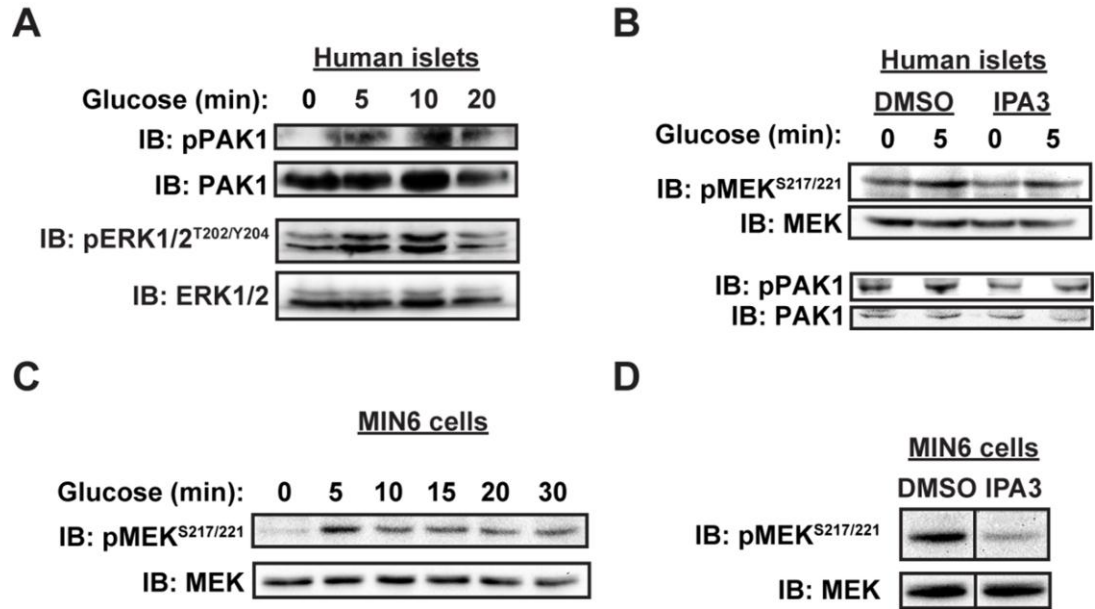 A
Human islets
Glucose (min): 0 5 10 20
IB: pPAK1
IB: PAK1
IB: pERK1/2T202/Y204
IB: ERK1/2
B
Human islets
DMSO IPA3
Glucose (min): 0 5 0 5
IB: pMEKS217/221
IB: MEK
IB: pPAK1
IB: PAK1
C
MIN6 cells
Glucose (min): 0 5 10 15 20 30
IB: pMEKS217/221
IB: MEK
D
MIN6 cells
DMSO IPA3
IB: pMEKS217/221
IB: MEK